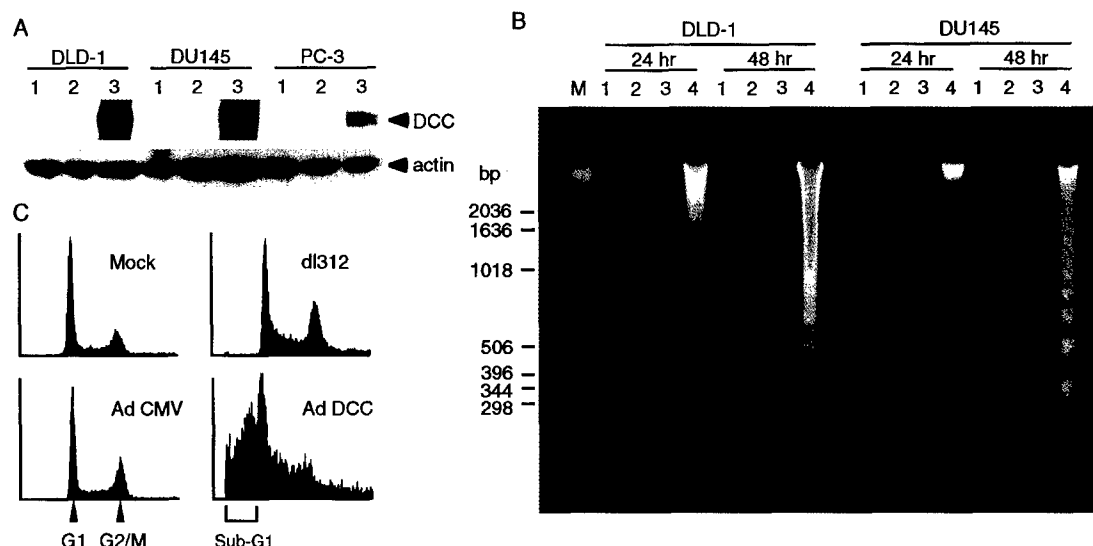 A
DLD-1 DU145 PC-3
1 2 3 1 2 3 1 2 3
DCC
actin
B
DLD-1 DU145
24 hr 48 hr 24 hr 48 hr
M 1 2 3 4 1 2 3 4 1 2 3 4 1 2 3 4
bp
2036
1636
1018
506
396
344
298
C
Mock dl312
Ad CMV Ad DCC
G1 G2/M Sub-G1